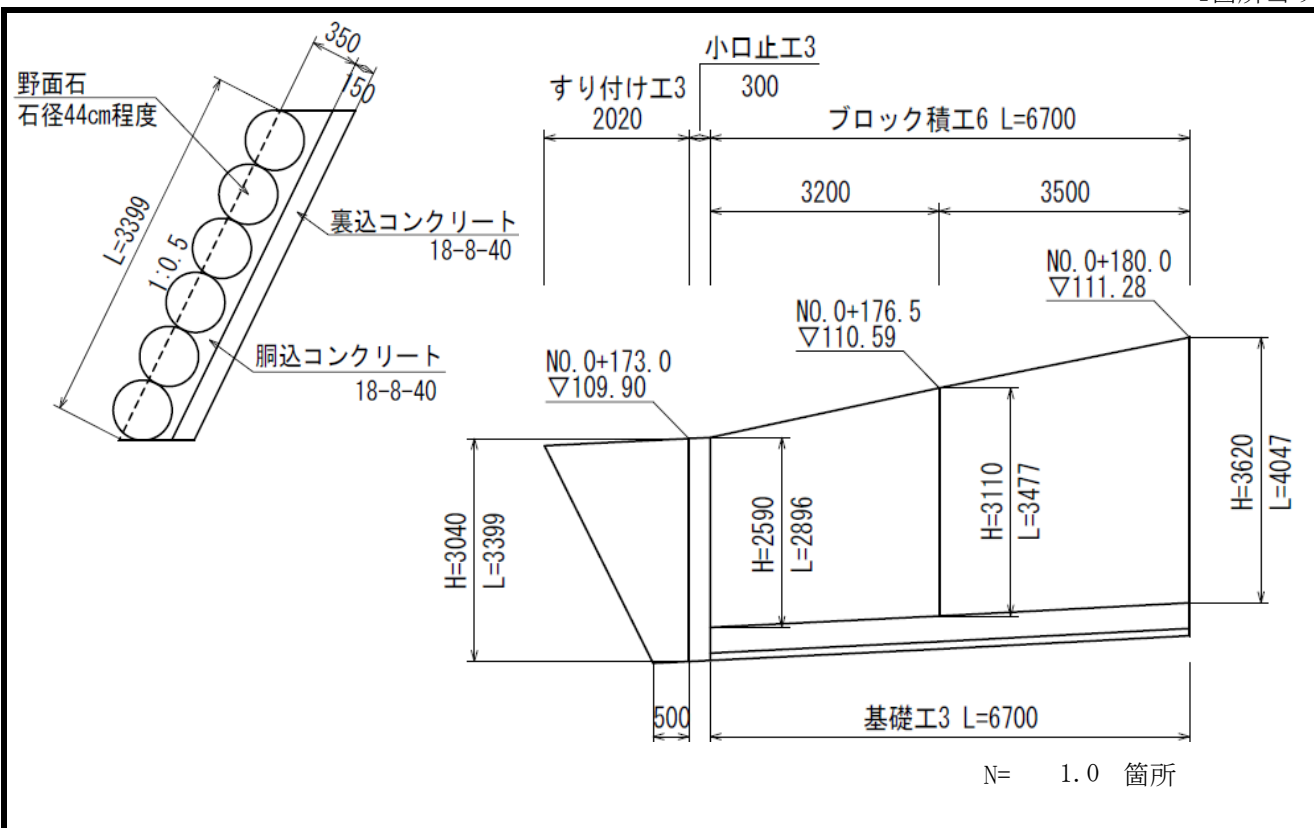 350
150
野面石
石径44cm程度
L=3399
1:0.5
裏込コンクリート
18-8-40
胴込コンクリート
18-8-40
小口止工3
300
すり付け工3
2020
ブロック積工6 L=6700
3200
3500
NO.0+180.0
▽111.28
NO.0+176.5
▽110.59
NO.0+173.0
▽109.90
H=3040
L=3399
H=2590
L=2896
H=3110
L=3477
H=3620
L=4047
500
基礎工3 L=6700
N= 1.0 箇所